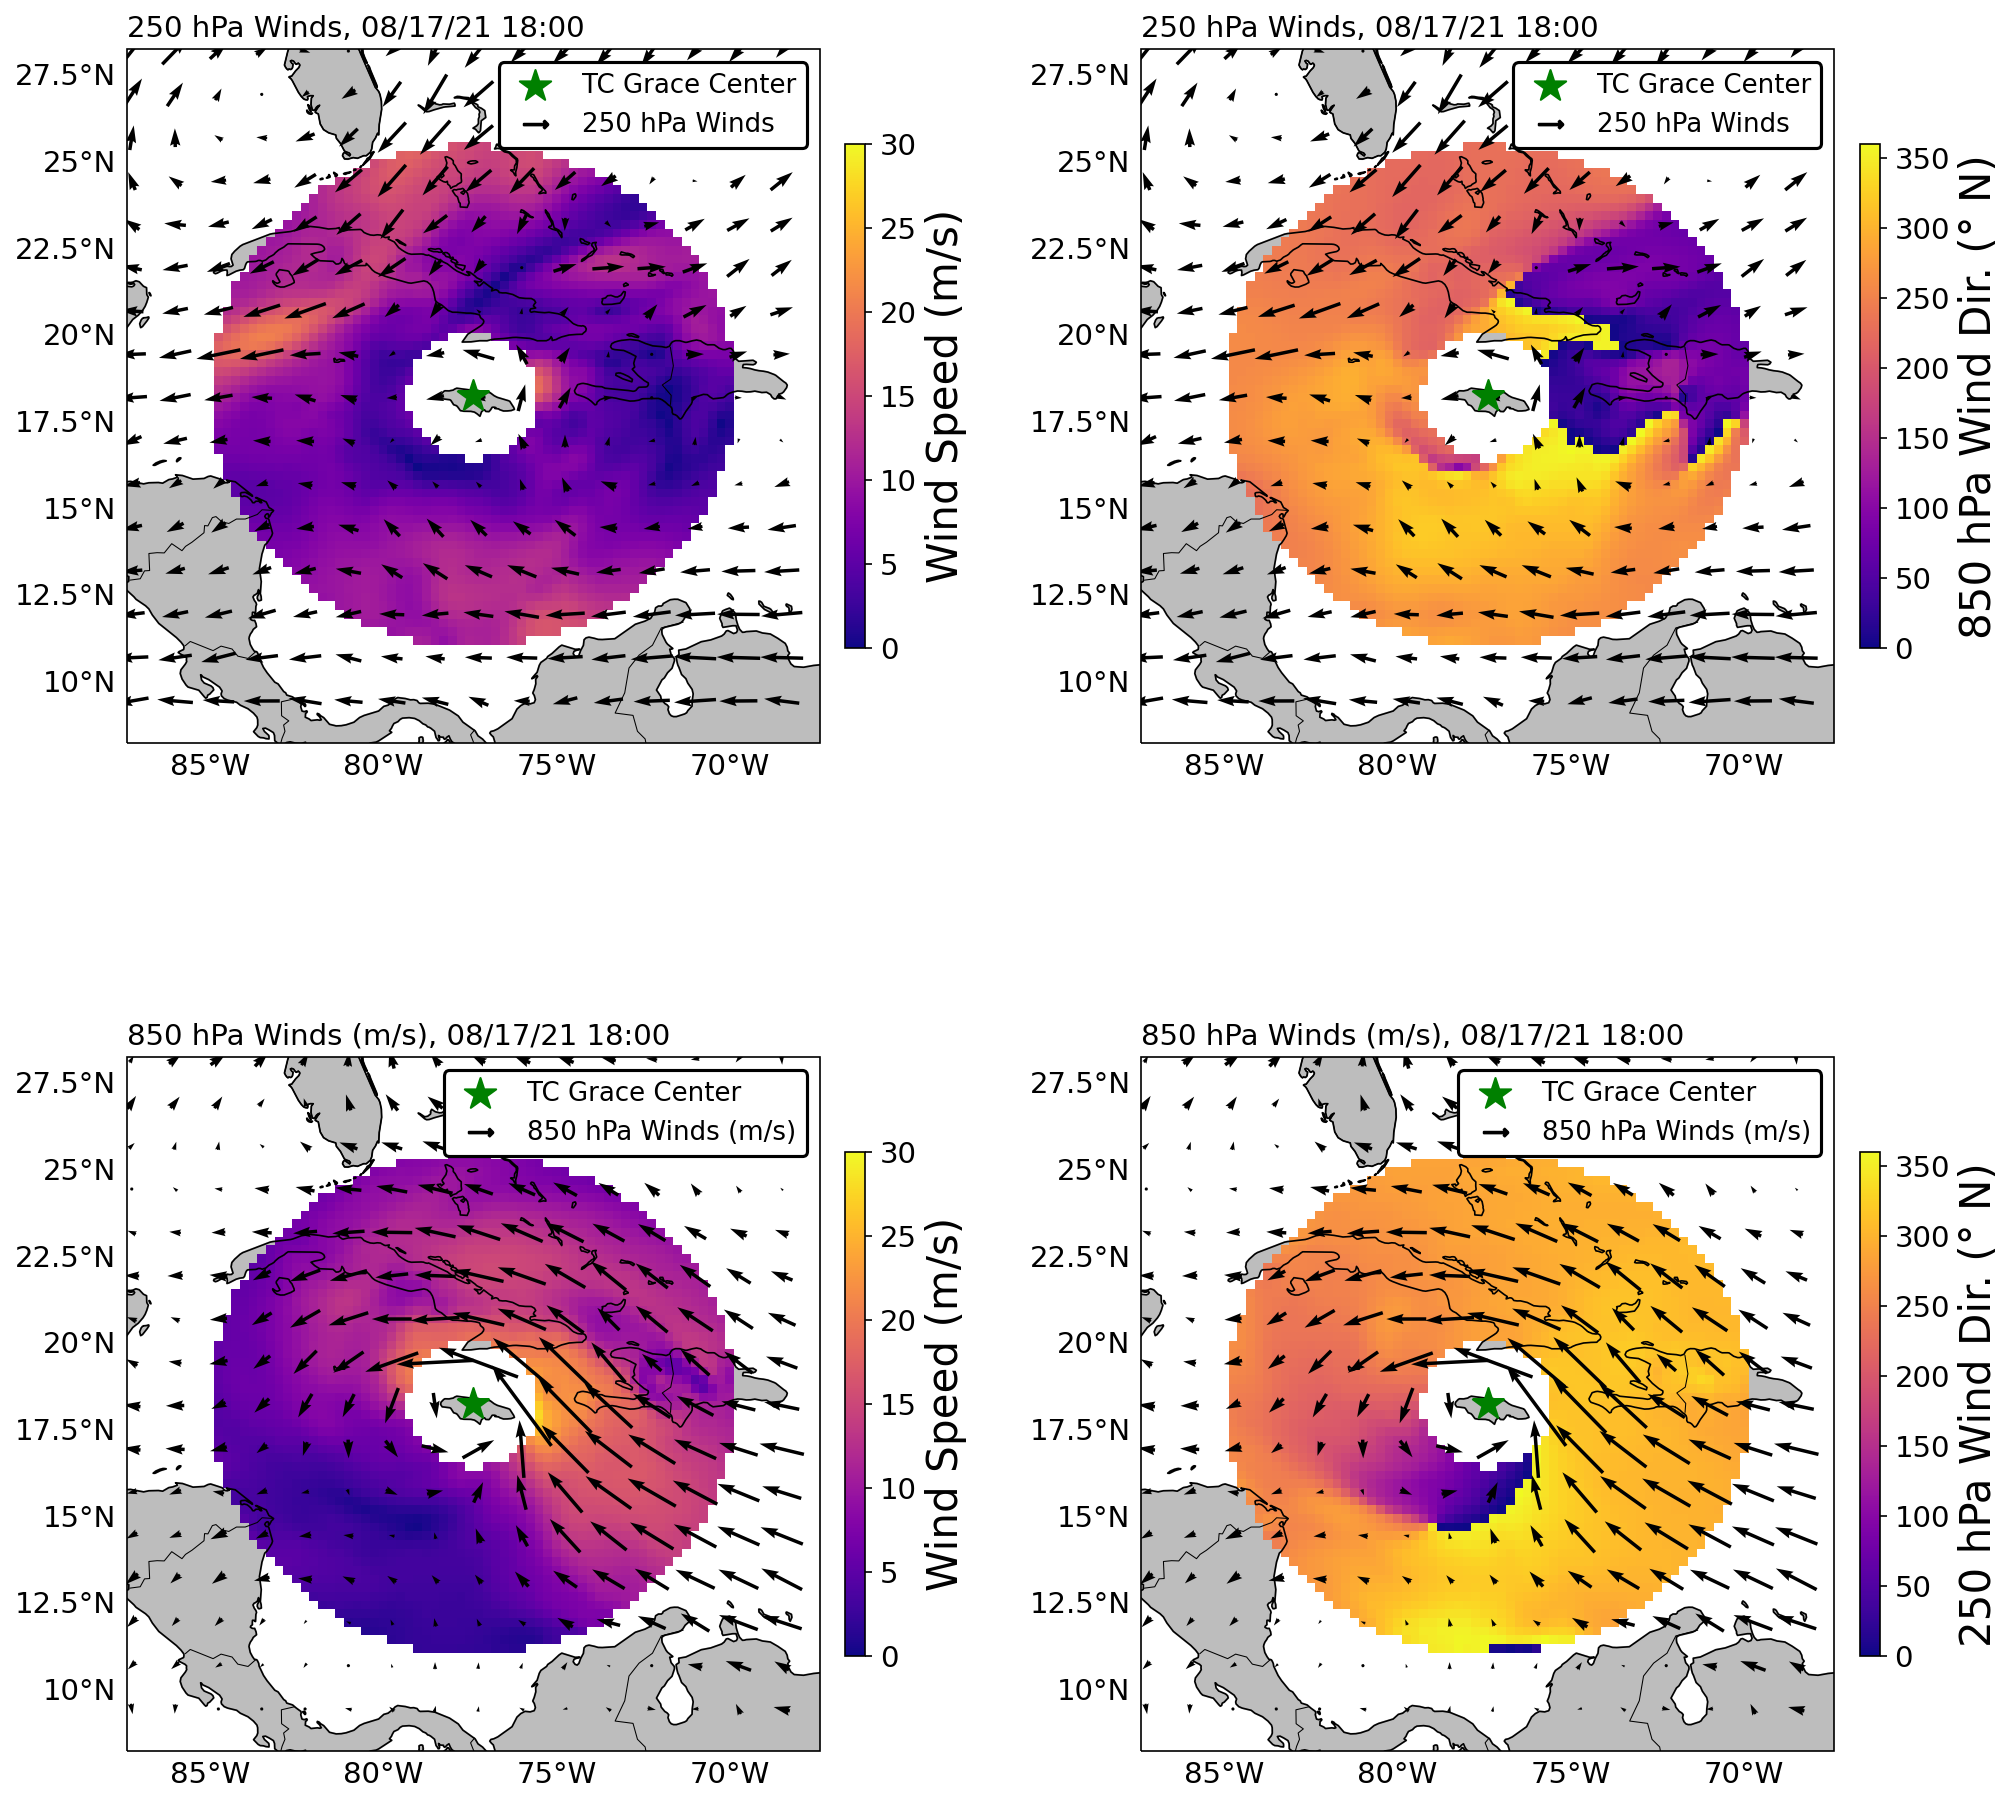 250 hPa Winds, 08/17/21 18:00
27.5°N
25°N
22.5°N
20°N
17.5°N
15°N
12.5°N
10°N
85°W
80°W
75°W
70°W
TC Grace Center
250 hPa Winds
30
25
20
15
10
5
0
Wind Speed (m/s)
250 hPa Winds, 08/17/21 18:00
27.5°N
25°N
22.5°N
20°N
17.5°N
15°N
12.5°N
10°N
85°W
80°W
75°W
70°W
TC Grace Center
250 hPa Winds
350
300
250
200
150
100
50
0
850 hPa Wind Dir. (° N)
850 hPa Winds (m/s), 08/17/21 18:00
27.5°N
25°N
22.5°N
20°N
17.5°N
15°N
12.5°N
10°N
85°W
80°W
75°W
70°W
TC Grace Center
850 hPa Winds (m/s)
30
25
20
15
10
5
0
Wind Speed (m/s)
850 hPa Winds (m/s), 08/17/21 18:00
27.5°N
25°N
22.5°N
20°N
17.5°N
15°N
12.5°N
10°N
85°W
80°W
75°W
70°W
TC Grace Center
850 hPa Winds (m/s)
350
300
250
200
150
100
50
0
250 hPa Wind Dir. (° N)